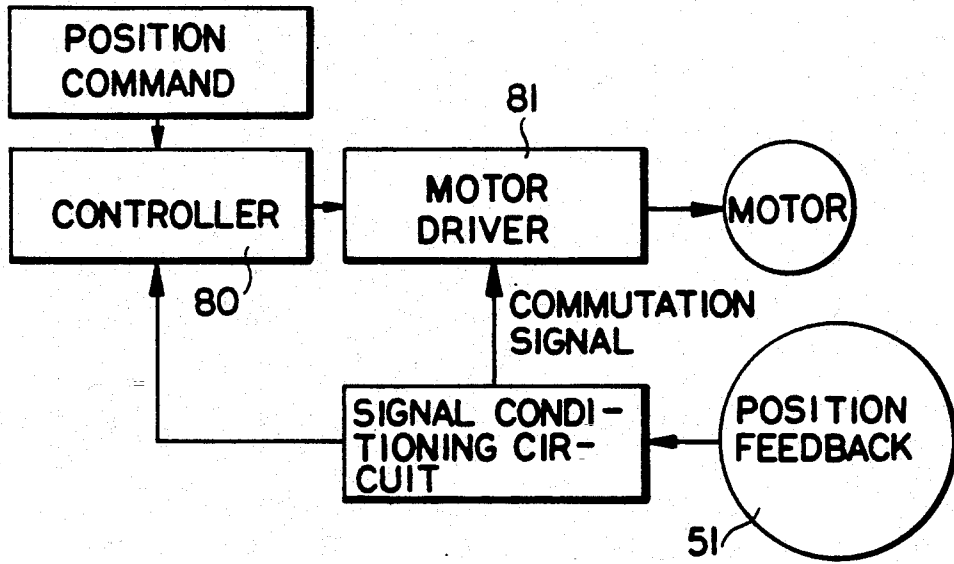 POSITION
COMMAND
81
CONTROLLER
MOTOR
DRIVER
MOTOR
80
COMMUTATION
SIGNAL
SIGNAL CONDI-
TIONING CIR-
CUIT
POSITION
FEEDBACK
51